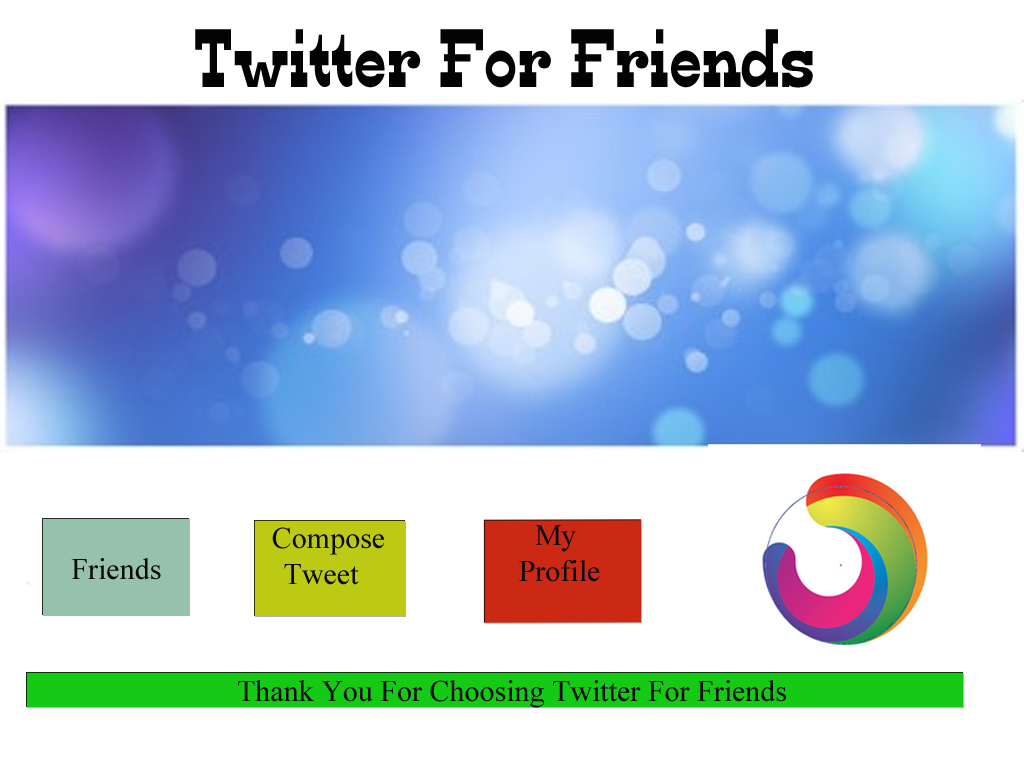 Twitter For Friends
Friends
Compose
Tweet
My
Profile
Thank You For Choosing Twitter For Friends